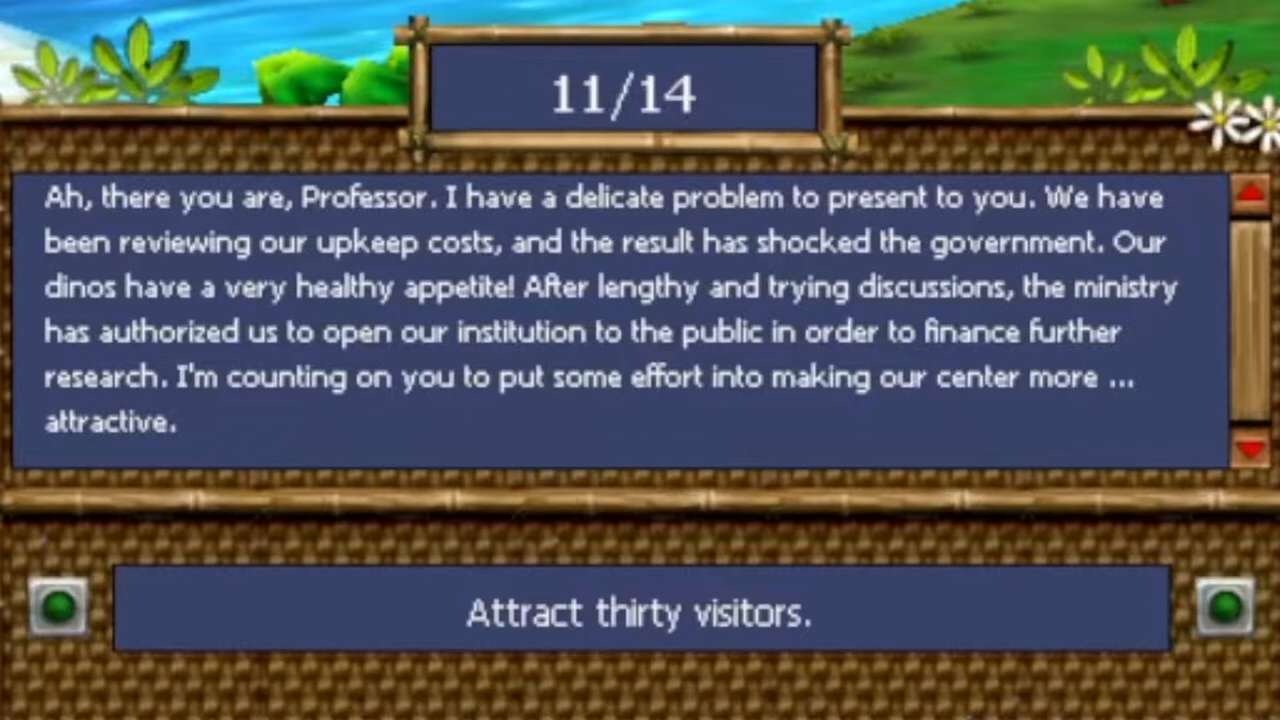 11/14
Ah, there you are, Professor. I have a delicate problem to present to you. We have
been reviewing our upkeep costs, and the result has shocked the government. Our
dinos have a very healthy appetite! After lengthy and trying discussions, the ministry
has authorized us to open our institution to the public in order to finance further
research. I'm counting on you to put some effort into making our center more ...
attractive.
Attract thirty visitors.